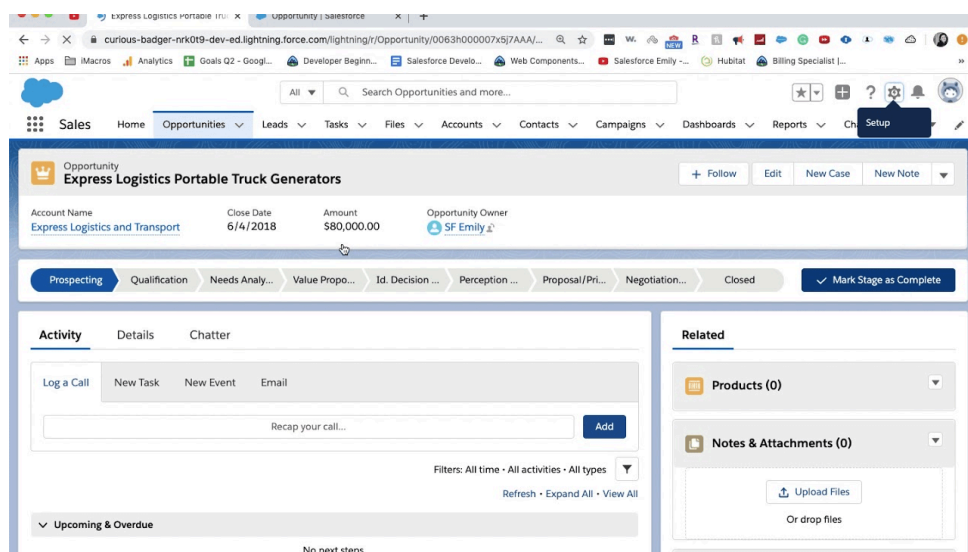 Express Logistics Portable Tru
Opportunity | Salesforce
curious-badger-nrk0t9-dev-ed.lightning.force.com/lightning/r/Opportunity/0063h000007x5j7AAA/...
Apps iMacros Analytics Goals Q2 - Googl... Developer Beginn... Salesforce Develo... Web Components... Salesforce Emily -... Hubitat Billing Specialist |... »
NEW
All Search Opportunities and more...
Sales Home Opportunities Leads Tasks Files Accounts Contacts Campaigns Dashboards Reports Ch
Setup
Opportunity
Express Logistics Portable Truck Generators
+ Follow Edit New Case New Note
Account Name Close Date Amount Opportunity Owner
Express Logistics and Transport 6/4/2018 $80,000.00 SF Emily
Prospecting Qualification Needs Analy... Value Propo... Id. Decision ... Perception ... Proposal/Pri... Negotiation... Closed Mark Stage as Complete
Activity Details Chatter
Log a Call New Task New Event Email
Recap your call... Add
Filters: All time • All activities • All types
Refresh • Expand All • View All
Upcoming & Overdue
No next steps
Related
Products (0)
Notes & Attachments (0)
Upload Files
Or drop files